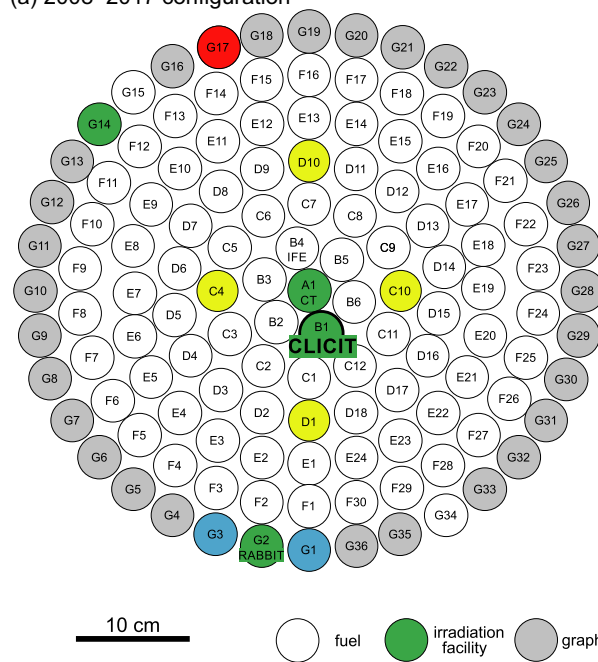 (a) 2008–2017 configuration
G19
G18 G20
G17 G21
G16 G22
F16
F15 F17
G15 F14 F18 G23
F13 F19
G14 E13 G24
E12 E14
F12 E11 E15 F20
G13 D10 G25
E10 D9 D11 E16
F11 F21
G12 E9 D8 D12 E17 G26
C7
F10 C6 C8 F22
D7 D13
G11 E8 C5 B4 C9 E18 G27
IFE
F9 D6 B5 D14 F23
B3
G10 E7 C4 A1 C10 E19 G28
CT
B6
F8 D5 D15 F24
B2 B1
G9 E6 C3 C11 E20 G29
CLICIT
F7 D4 D16 F25
C2 C12
G8 E5 C1 E21 G30
D3 D17
F6 F26
E4 D2 D18 E22
G7 D1 G31
F5 E3 E23 F27
G6 E2 E24 G32
F4 E1 F28
G5 F3 F29 G33
F2 F30
G4 F1 G34
G3 G35
G2 G36
RABBIT
G1
10 cm
fuel
irradiation
facility
graph